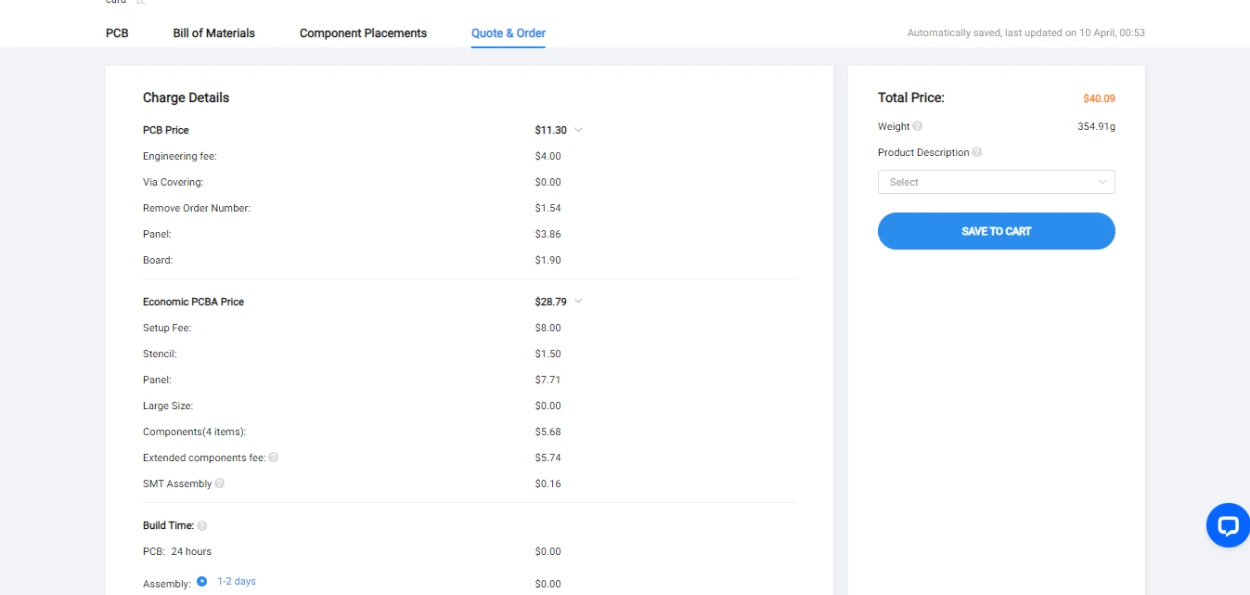 card
PCB Bill of Materials Component Placements Quote & Order Automatically saved, last updated on 10 April, 00:53
Charge Details
PCB Price $11.30
Engineering fee: $4.00
Via Covering: $0.00
Remove Order Number: $1.54
Panel: $3.86
Board: $1.90
Economic PCBA Price $28.79
Setup Fee: $8.00
Stencil: $1.50
Panel: $7.71
Large Size: $0.00
Components(4 items): $5.68
Extended components fee: ? $5.74
SMT Assembly ? $0.16
Build Time: ?
PCB: 24 hours $0.00
Assembly: 1-2 days $0.00
Total Price: $40.09
Weight ? 354.91g
Product Description ?
Select
SAVE TO CART